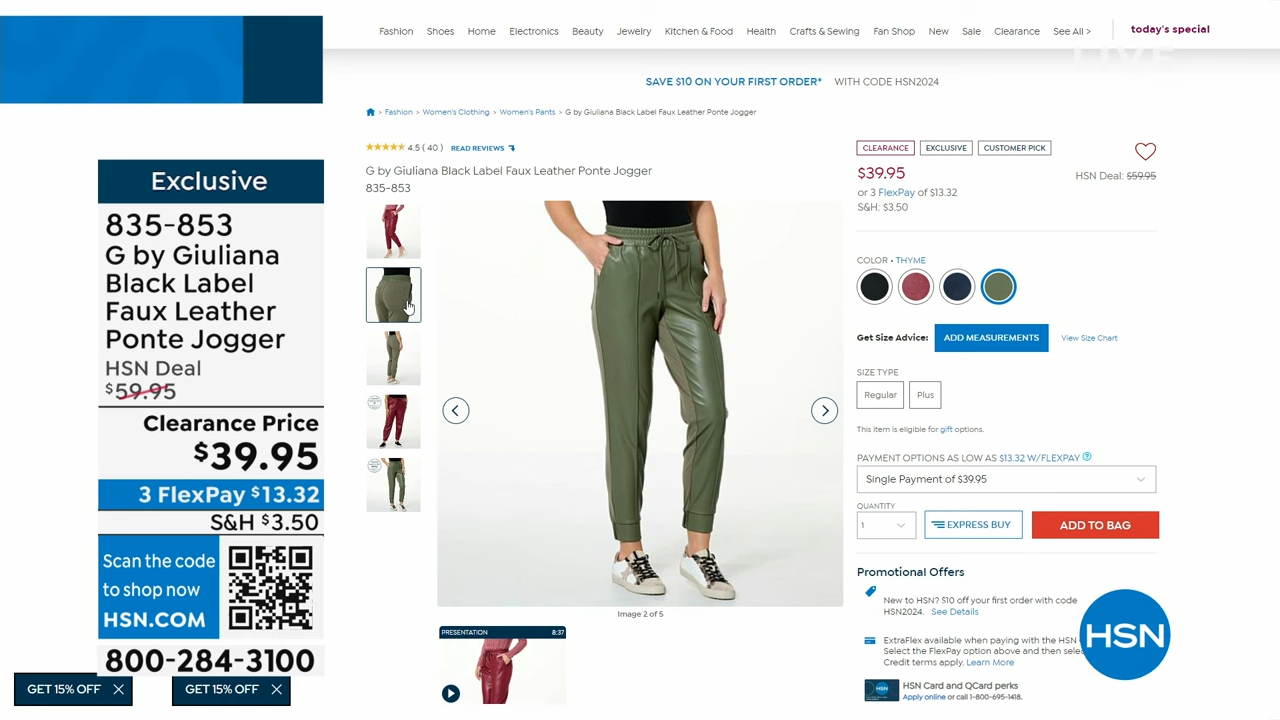 Fashion Shoes Home Electronics Beauty Jewelry Kitchen & Food Health Crafts & Sewing Fan Shop New Sale Clearance See All > today's special
LIVE
SAVE $10 ON YOUR FIRST ORDER* WITH CODE HSN2024
> Fashion > Women's Clothing > Women's Pants > G by Giuliana Black Label Faux Leather Ponte Jogger
4.5 ( 40 ) READ REVIEWS
G by Giuliana Black Label Faux Leather Ponte Jogger
835-853
Exclusive
835-853
G by Giuliana
Black Label
Faux Leather
Ponte Jogger
HSN Deal
$59.95
Clearance Price
$39.95
3 FlexPay $13.32
S&H $3.50
Scan the code
to shop now
HSN.COM
800-284-3100
GET 15% OFF
GET 15% OFF
Image 2 of 5
PRESENTATION 8:37
CLEARANCE EXCLUSIVE CUSTOMER PICK
$39.95
HSN Deal: $59.95
or 3 FlexPay of $13.32
S&H: $3.50
COLOR • THYME
Get Size Advice: ADD MEASUREMENTS View Size Chart
SIZE TYPE
Regular Plus
This item is eligible for gift options.
PAYMENT OPTIONS AS LOW AS $13.32 W/FLEXPAY
Single Payment of $39.95
QUANTITY
1
EXPRESS BUY
ADD TO BAG
Promotional Offers
New to HSN? $10 off your first order with code
HSN2024. See Details
ExtraFlex available when paying with the HSN
Select the FlexPay option above and then
Credit terms apply. Learn More
HSN
HSN Card and QCard perks
Apply online or call 1-800-695-1418.